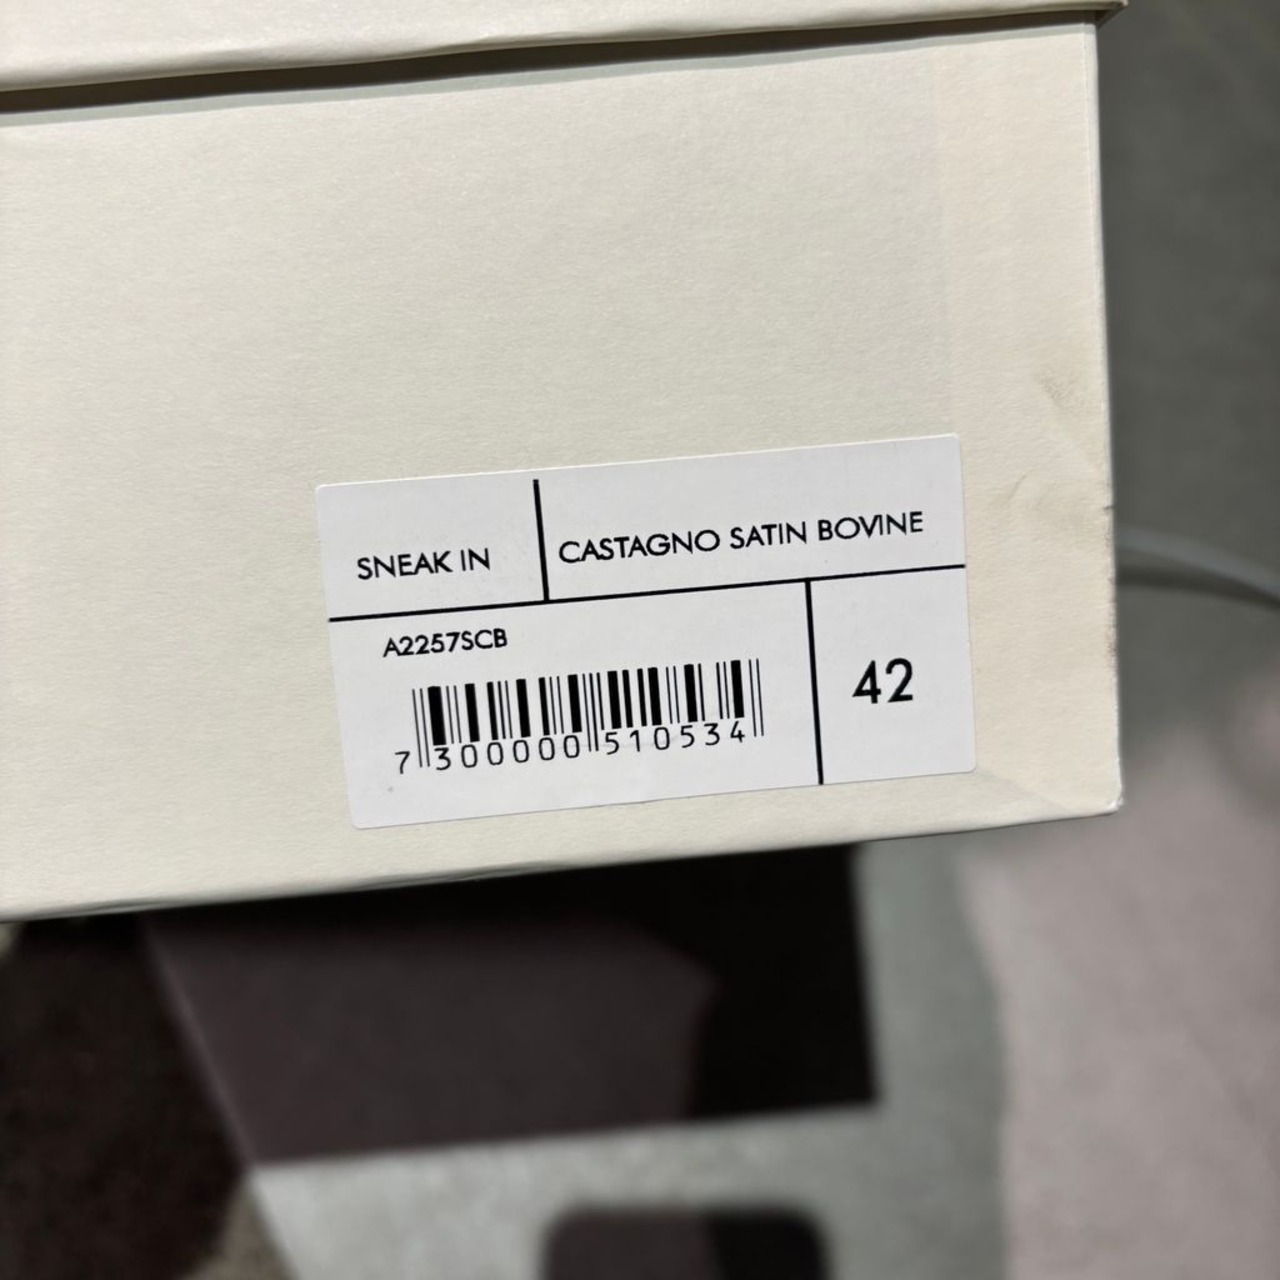 SNEAK IN
CASTAGNO SATIN BOVINE
A2257SCB
42
7 300000 510534